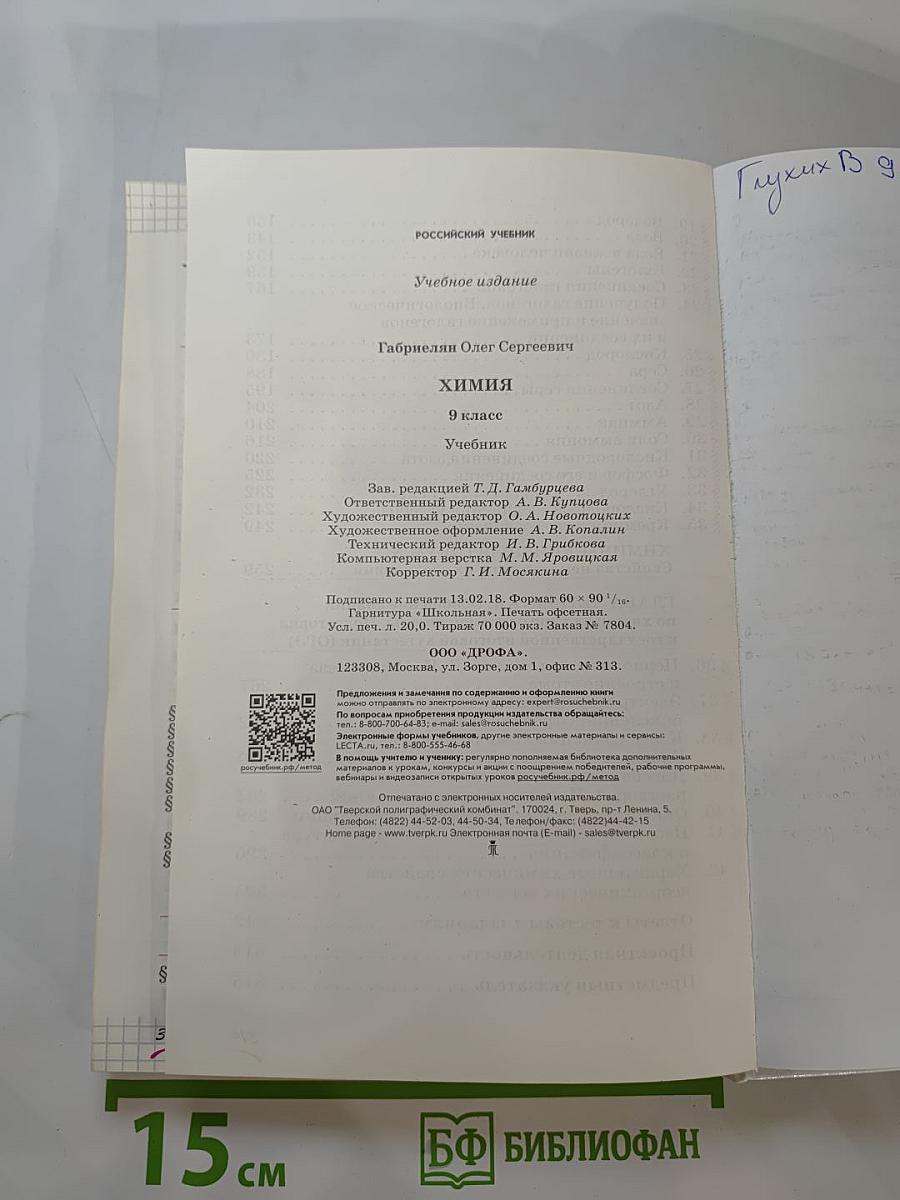 РОССИЙСКИЙ УЧЕБНИК
Учебное издание
Габриелян Олег Сергеевич
ХИМИЯ
9 класс
Учебник
Зав. редакцией Т. Д. Гамбурцева
Ответственный редактор А. В. Купцова
Художественный редактор О. А. Новотоцких
Художественное оформление А. В. Копалин
Технический редактор И. В. Грибкова
Компьютерная верстка М. М. Яровицкая
Корректор Г. И. Мосякина
Подписано к печати 13.02.18. Формат 60 × 90 1/16.
Гарнитура «Школьная». Печать офсетная.
Усл. печ. л. 20,0. Тираж 70 000 экз. Заказ № 7804.
ООО «ДРОФА».
123308, Москва, ул. Зорге, дом 1, офис № 313.
Предложения и замечания по содержанию и оформлению книги
можно отправлять по электронному адресу: expert@rosuchebnik.ru
По вопросам приобретения продукции издательства обращайтесь:
тел.: 8-800-700-64-83; e-mail: sales@rosuchebnik.ru
Электронные формы учебников, другие электронные материалы и сервисы:
LECTA.ru, тел.: 8-800-555-46-68
В помощь учителю и ученику: регулярно пополняемая библиотека дополнительных
материалов к урокам, конкурсы и акции с поощрением победителей, рабочие программы,
вебинары и видеозаписи открытых уроков росучебник.рф/метод
росучебник.рф/метод
Отпечатано с электронных носителей издательства.
ОАО "Тверской полиграфический комбинат". 170024, г. Тверь, пр-т Ленина, 5.
Телефон: (4822) 44-52-03, 44-50-34, Телефон/факс: (4822)44-42-15
Home page - www.tverpk.ru Электронная почта (E-mail) - sales@tverpk.ru
Глухих В 9
15 см
БФ БИБЛИОФАН